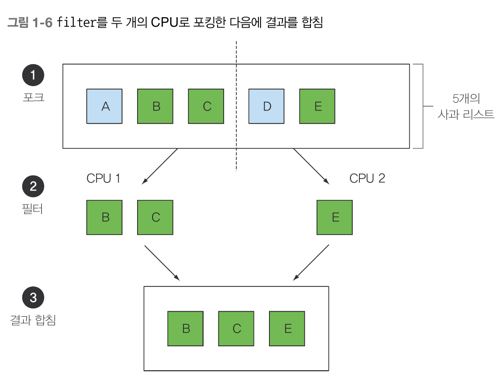 그림 1-6 filter를 두 개의 CPU로 포킹한 다음에 결과를 합침
1
포크
A
B
C
D
E
5개의
사과 리스트
CPU 1
CPU 2
2
필터
B
C
E
3
결과 합침
B
C
E